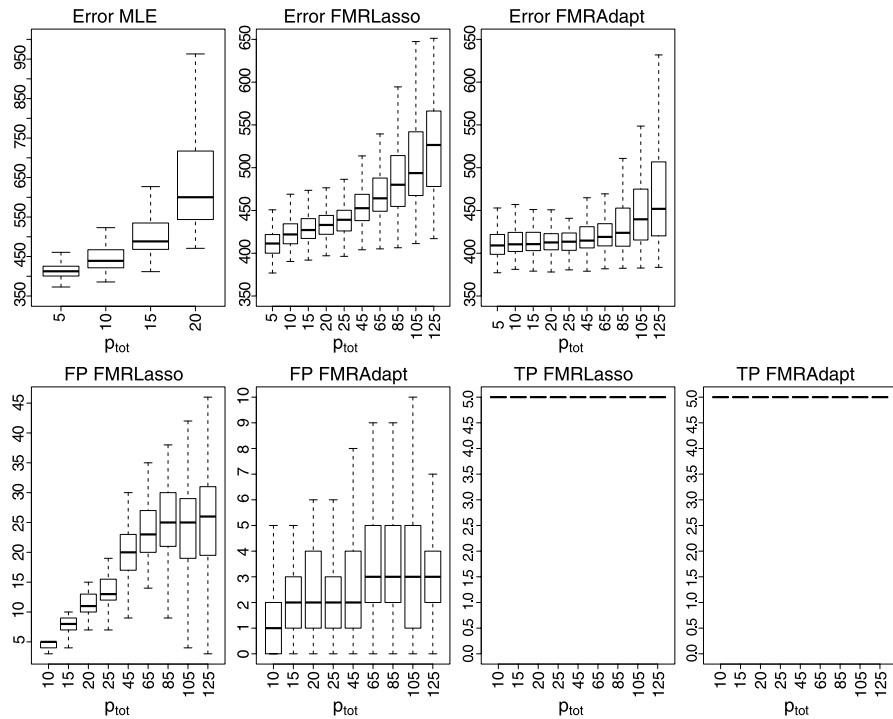 Error MLE
350 450 550 650 750 850 950
5 10 15 20
ptot
Error FMRLasso
350 400 450 500 550 600 650
5 10 15 20 25 45 65 85 105 125
ptot
Error FMRAdapt
350 400 450 500 550 600 650
5 10 15 20 25 45 65 85 105 125
ptot
FP FMRLasso
5 10 15 20 25 30 35 40 45
10 15 20 25 45 65 85 105 125
ptot
FP FMRAdapt
0 1 2 3 4 5 6 7 8 9 10
10 15 20 25 45 65 85 105 125
ptot
TP FMRLasso
0.0 0.5 1.0 1.5 2.0 2.5 3.0 3.5 4.0 4.5 5.0
10 15 20 25 45 65 85 105 125
ptot
TP FMRAdapt
0.0 0.5 1.0 1.5 2.0 2.5 3.0 3.5 4.0 4.5 5.0
10 15 20 25 45 65 85 105 125
ptot